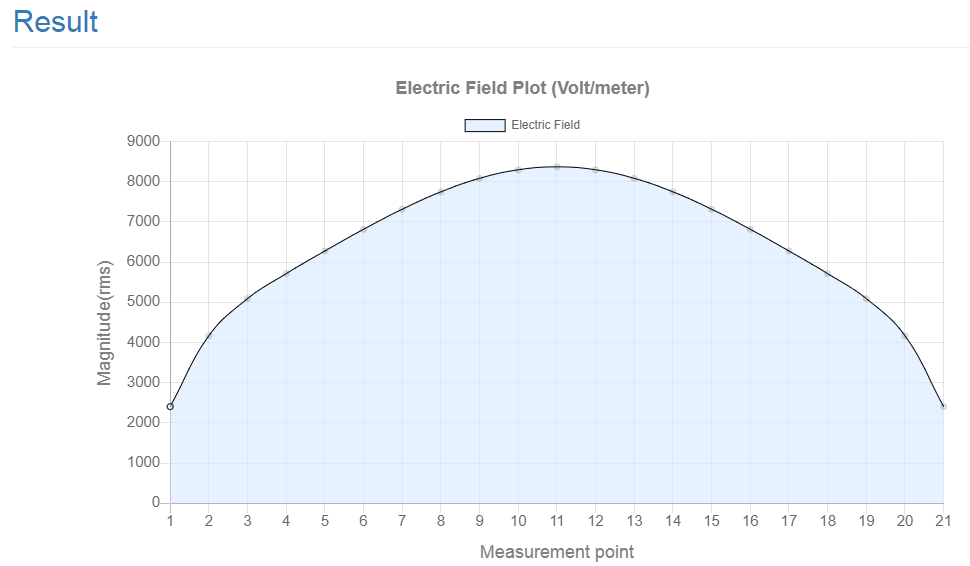 Result
Electric Field Plot (Volt/meter)
Electric Field
9000
8000
7000
6000
5000
4000
3000
2000
1000
0
Magnitude(rms)
1 2 3 4 5 6 7 8 9 10 11 12 13 14 15 16 17 18 19 20 21
Measurement point